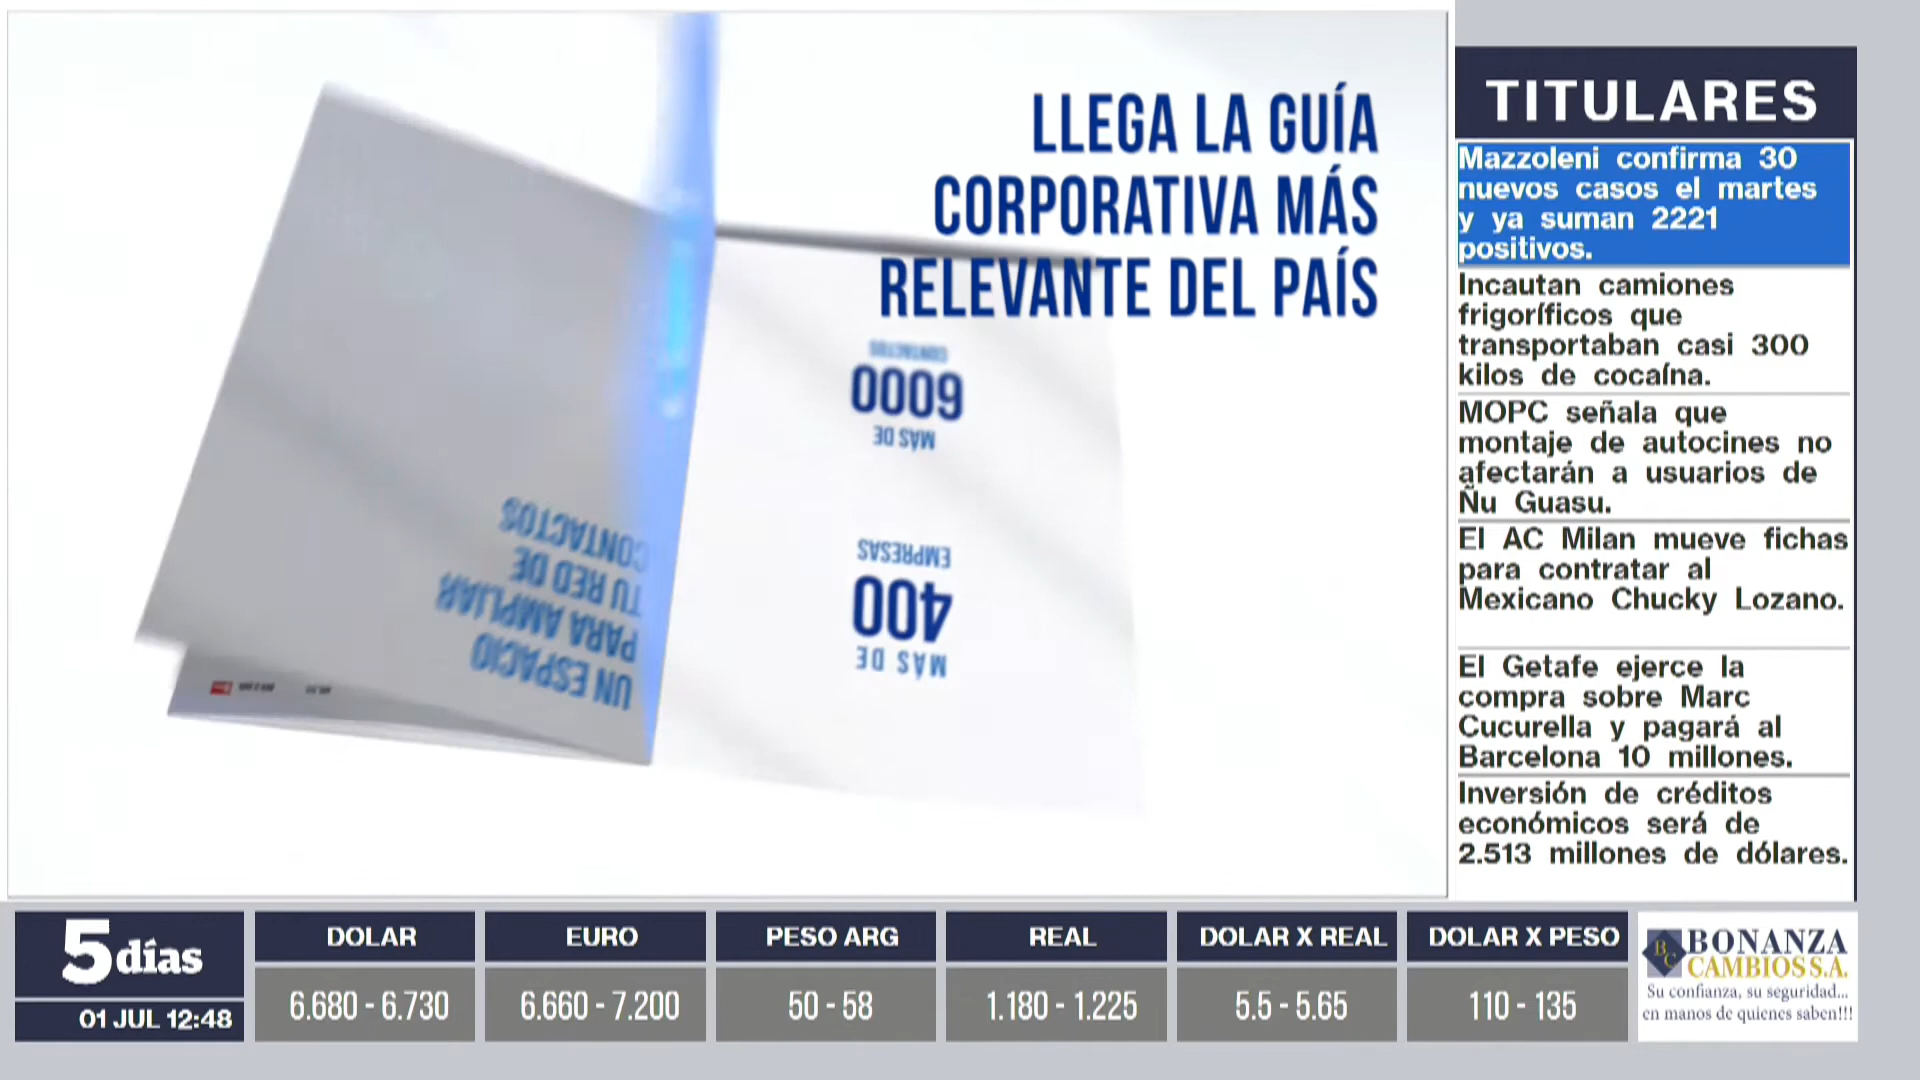 LLEGA LA GUÍA
CORPORATIVA MÁS
RELEVANTE DEL PAÍS
MÁS DE
400
EMPRESAS
MÁS DE
6000
CONTACTOS
UN ESPACIO
PARA AMPLIAR
TU RED DE
CONTACTOS
TITULARES
Mazzoleni confirma 30
nuevos casos el martes
y ya suman 2221
positivos.
Incautan camiones
frigoríficos que
transportaban casi 300
kilos de cocaína.
MOPC señala que
montaje de autocines no
afectarán a usuarios de
Ñu Guasu.
El AC Milan mueve fichas
para contratar al
Mexicano Chucky Lozano.
El Getafe ejerce la
compra sobre Marc
Cucurella y pagará al
Barcelona 10 millones.
Inversión de créditos
económicos será de
2.513 millones de dólares.
5días
01 JUL 12:48
DOLAR
6.680 - 6.730
EURO
6.660 - 7.200
PESO ARG
50 - 58
REAL
1.180 - 1.225
DOLAR X REAL
5.5 - 5.65
DOLAR X PESO
110 - 135
BC
BONANZA
CAMBIOS S.A.
Su confianza, su seguridad...
en manos de quienes saben!!!